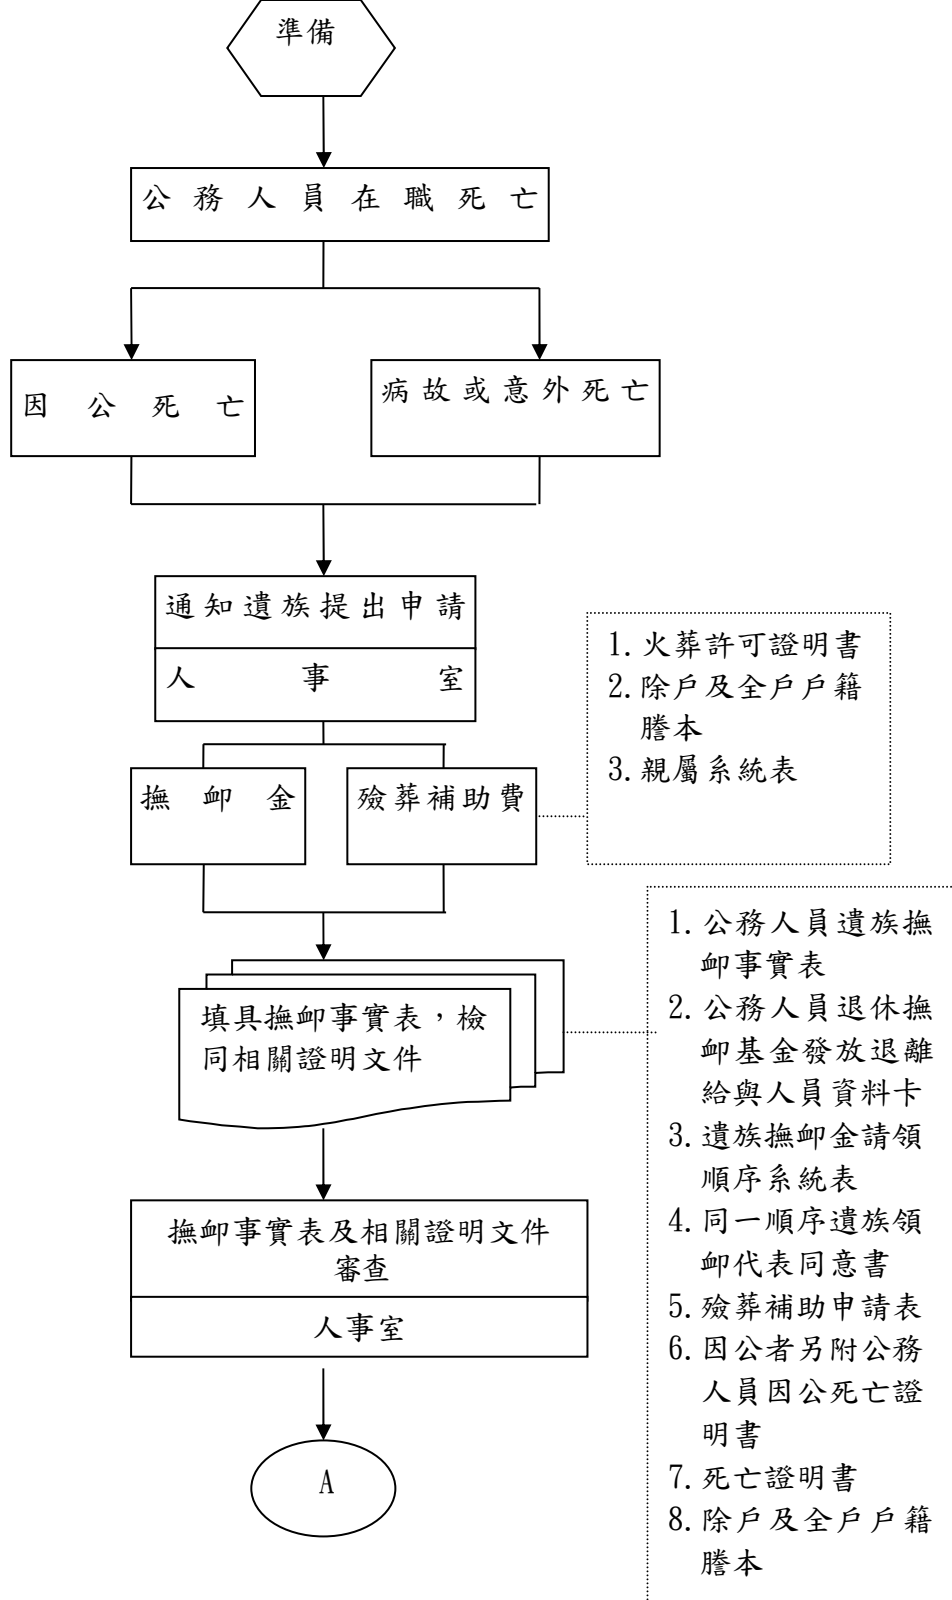 準備
公務人員在職死亡
因公死亡
病故或意外死亡
通知遺族提出申請
人事室
1.火葬許可證明書
2.除戶及全戶戶籍
謄本
3.親屬系統表
撫卹金
殮葬補助費
填具撫卹事實表，檢
同相關證明文件
1.公務人員遺族撫
卹事實表
2.公務人員退休撫
卹基金發放退離
給與人員資料卡
3.遺族撫卹金請領
順序系統表
4.同一順序遺族領
卹代表同意書
5.殮葬補助申請表
6.因公者另附公務
人員因公死亡證
明書
7.死亡證明書
8.除戶及全戶戶籍
謄本
撫卹事實表及相關證明文件
審查
人事室
A